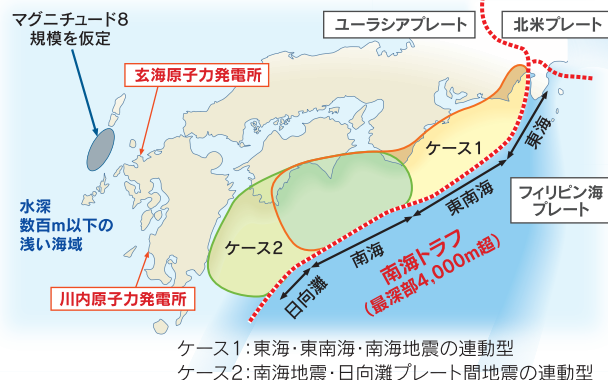 マグニチュード8
規模を仮定
ユーラシアプレート
北米プレート
玄海原子力発電所
ケース1
東海
水深
数百m以下の
浅い海域
東南海
フィリピン海
プレート
ケース2
南海
南海トラフ
（最深部4,000m超）
日向灘
川内原子力発電所
ケース1：東海・東南海・南海地震の連動型
ケース2：南海地震・日向灘プレート間地震の連動型